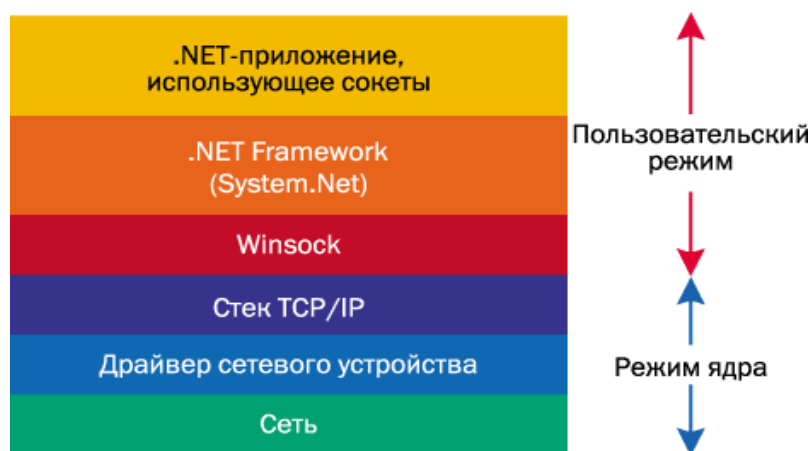 .NET-приложение,
использующее сокеты
.NET Framework
(System.Net)
Winsock
Стек TCP/IP
Драйвер сетевого устройства
Сеть
Пользовательский
режим
Режим ядра